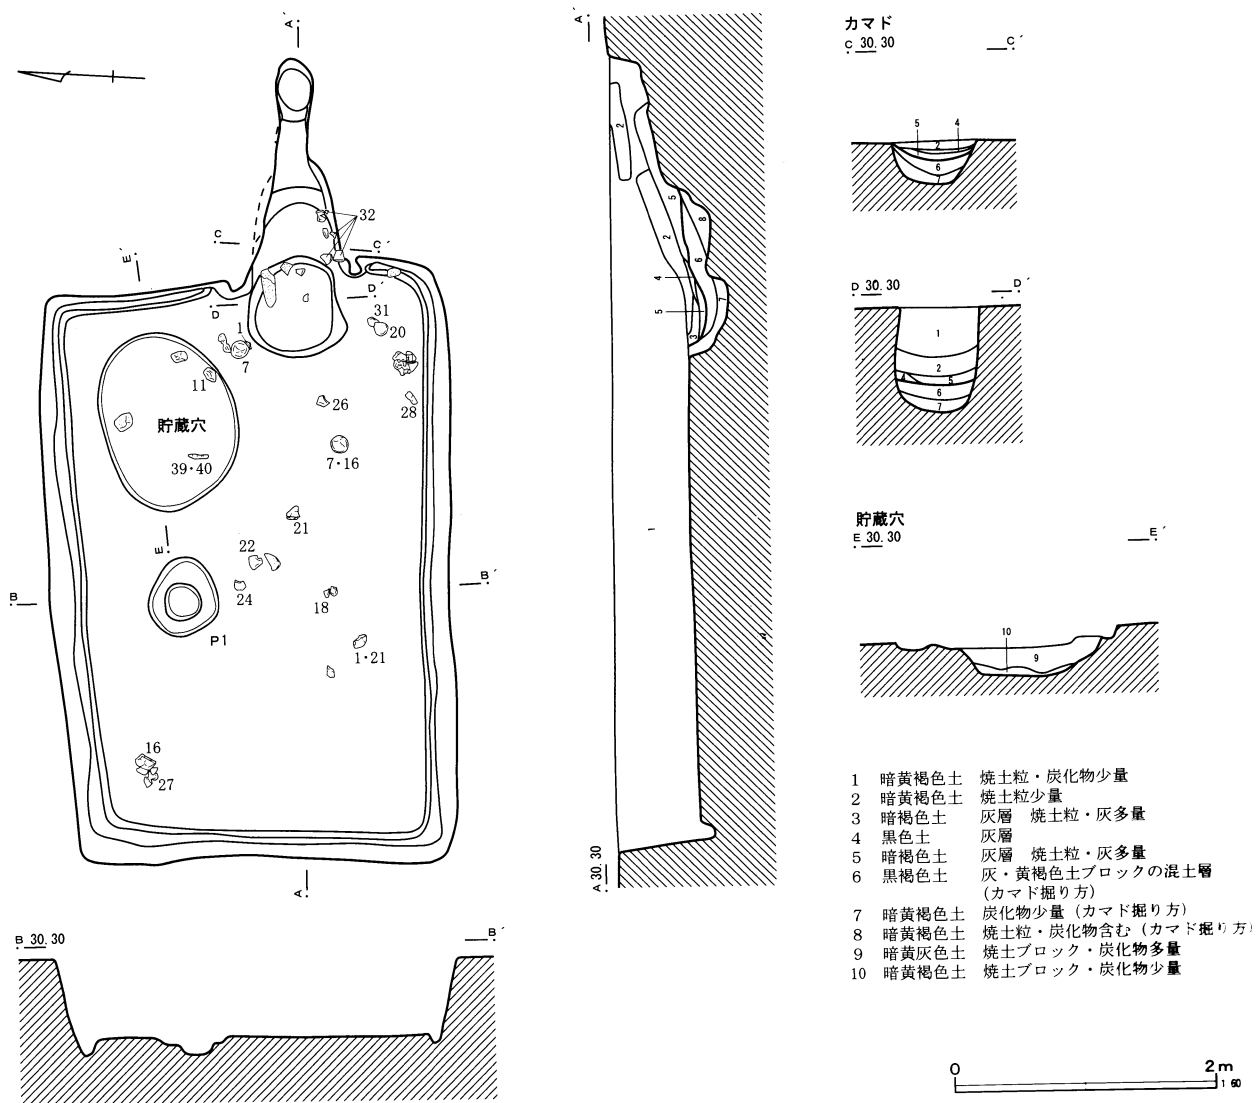 A´
32
C
C´
E´
D
D´
1
7
31
20
11
貯蔵穴
39・40
26
28
7・16
21
E
22
24
18
B
B´
P1
1・21
16
27
A
B 30.30
B´
A´
2
5
8
2
6
4
7
5
3
1
A 30.30
カマド
C 30.30
C´
5
4
2
6
7
D 30.30
D´
1
2
4
5
6
7
貯蔵穴
E 30.30
E´
10
9
1 暗黄褐色土 焼土粒・炭化物少量
2 暗黄褐色土 焼土粒少量
3 暗褐色土 灰層 焼土粒・灰多量
4 黒色土 灰層
5 暗褐色土 灰層 焼土粒・灰多量
6 黒褐色土 灰・黄褐色土ブロックの混土層
(カマド掘り方)
7 暗黄褐色土 炭化物少量(カマド掘り方)
8 暗黄褐色土 焼土粒・炭化物含む(カマド掘り方)
9 暗黄灰色土 焼土ブロック・炭化物多量
10 暗黄褐色土 焼土ブロック・炭化物少量
0 2m
1 60